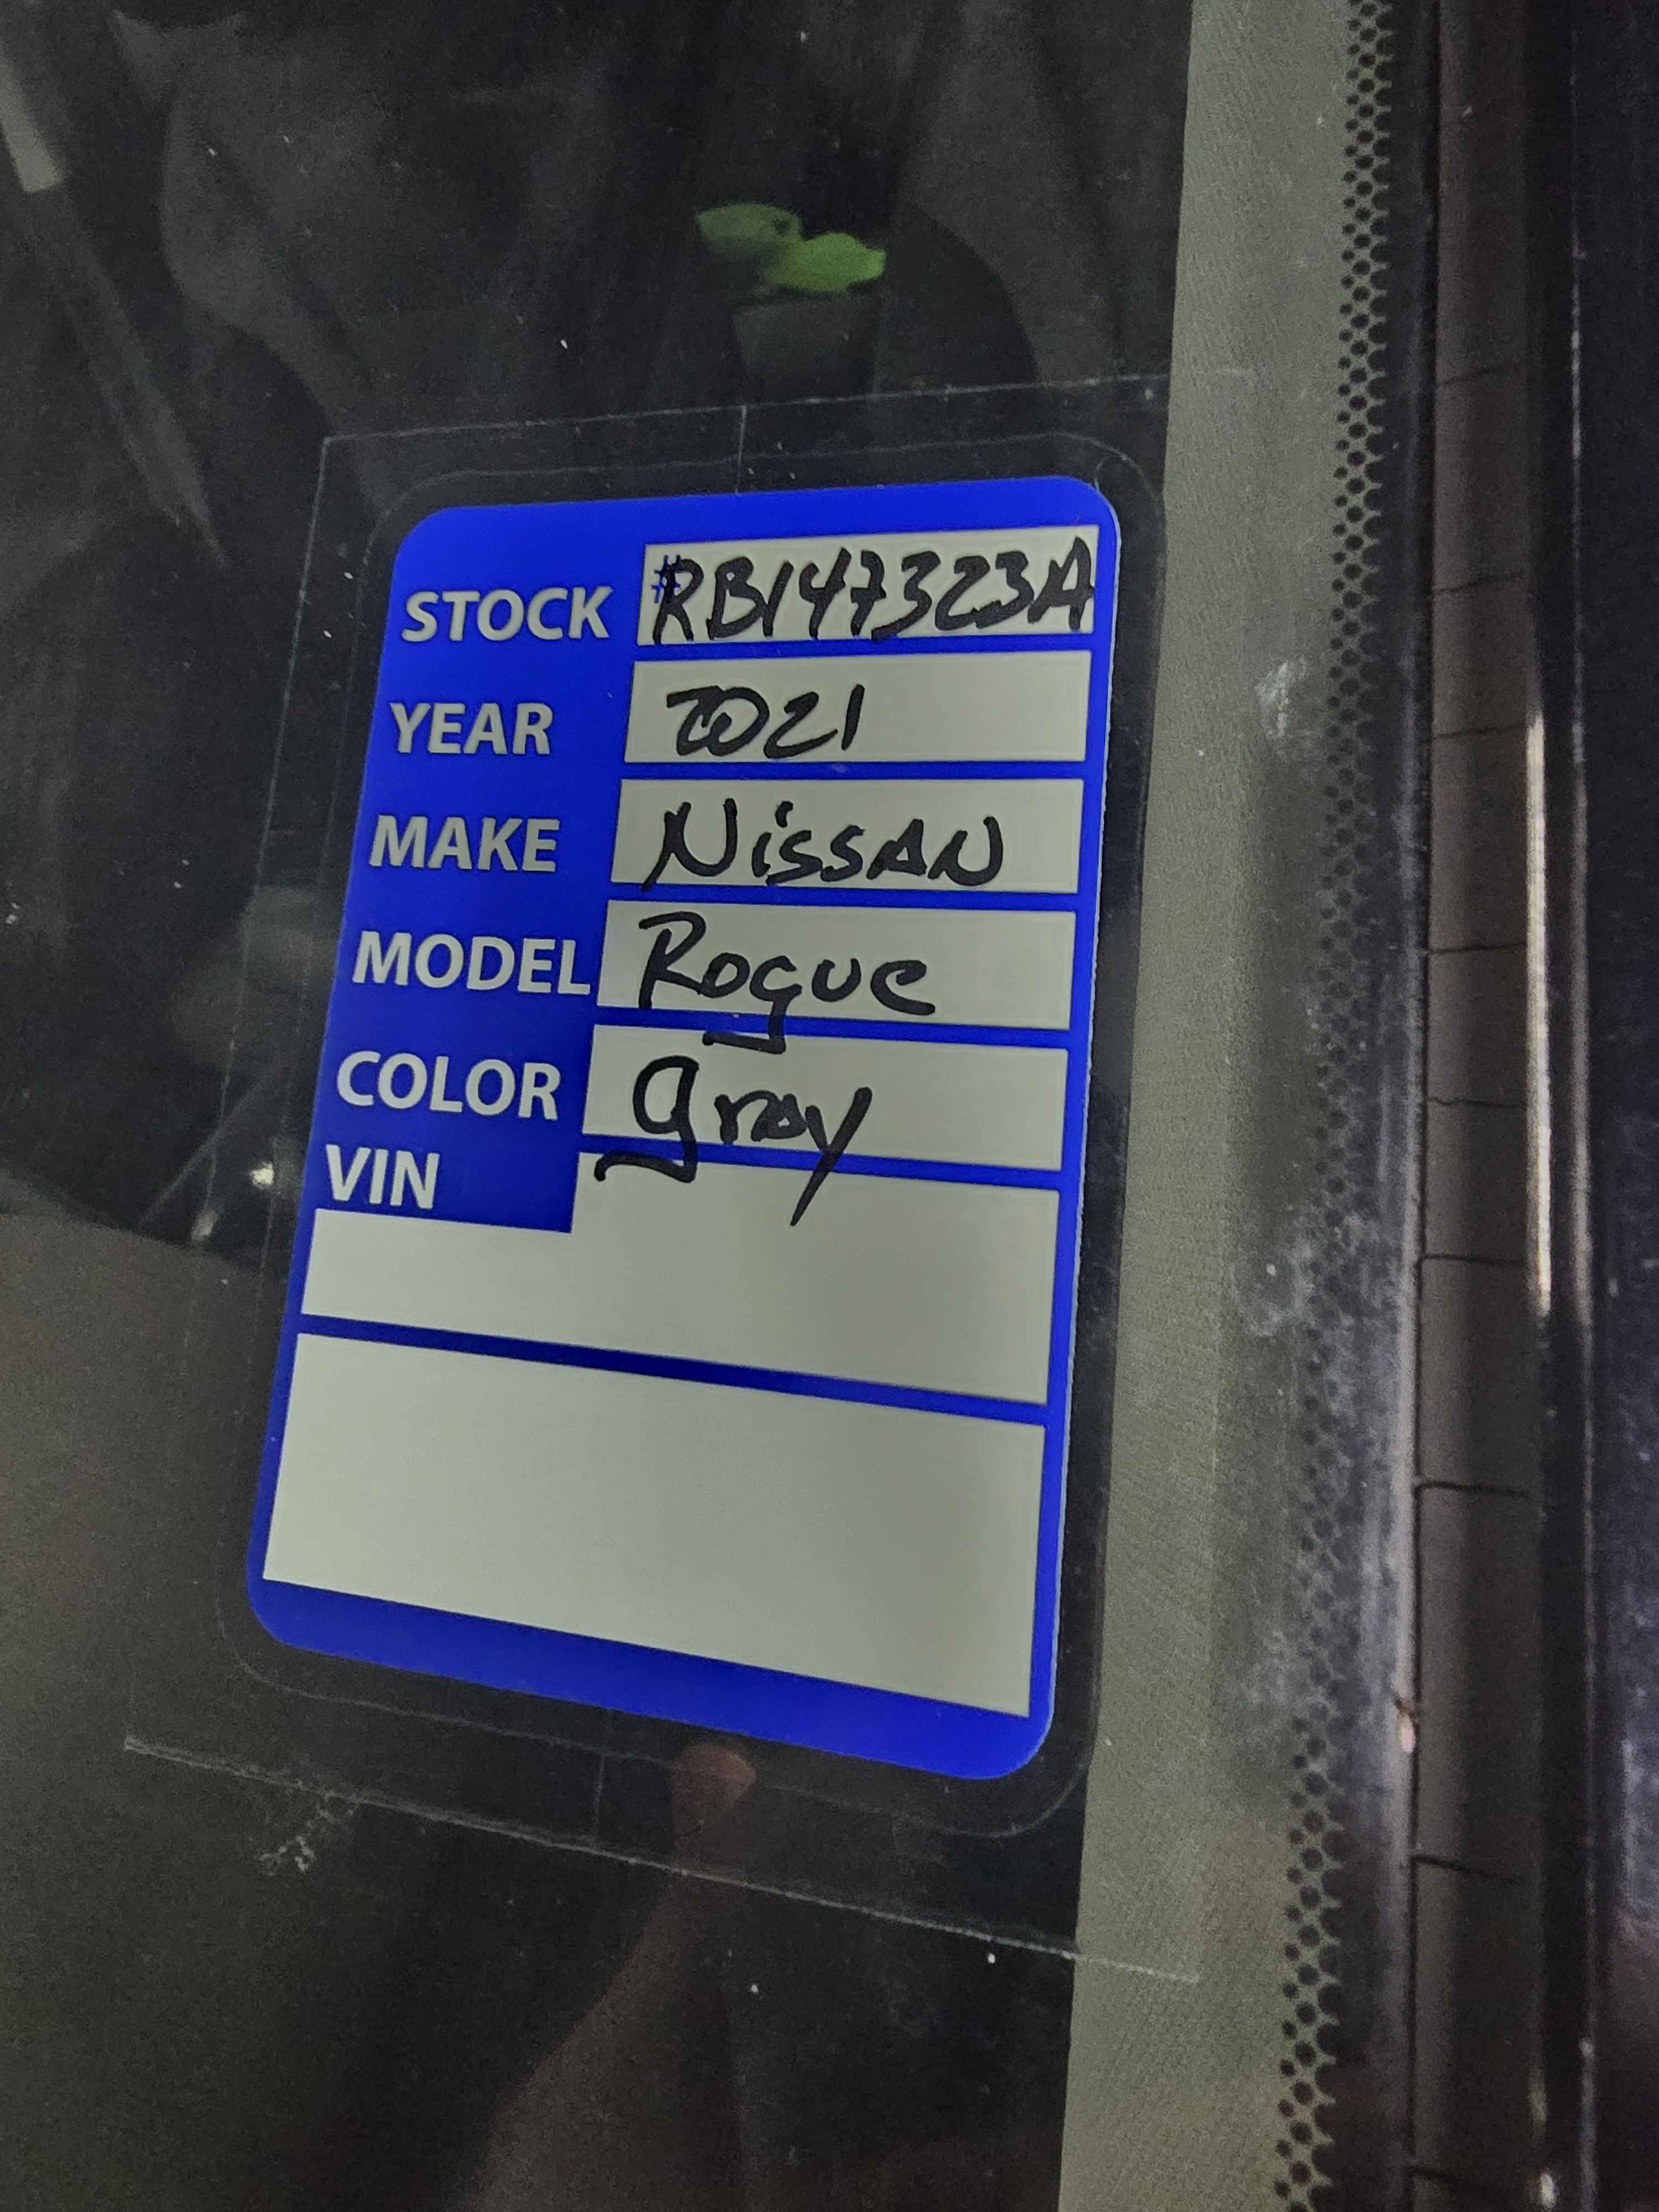 STOCK #RB147323A
YEAR 2021
MAKE NissAN
MODEL Rogue
COLOR gray
VIN